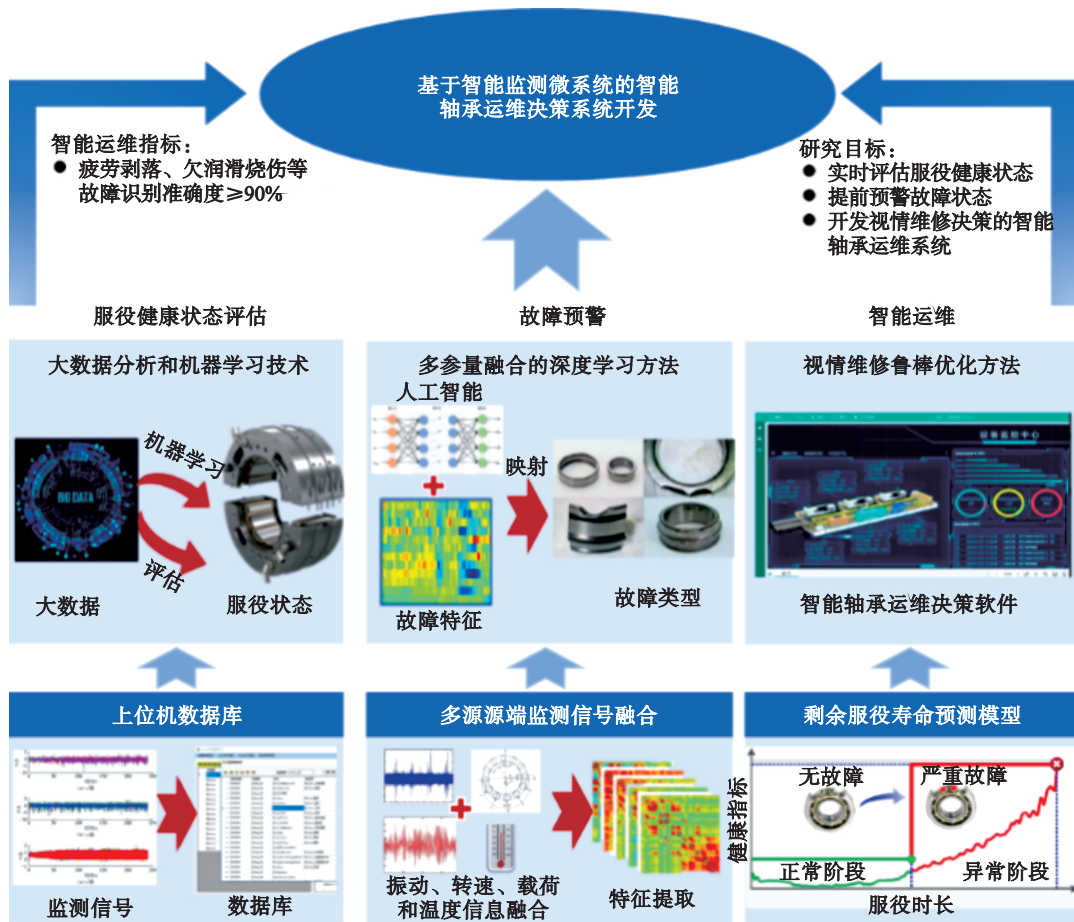 基于智能监测微系统的智能
轴承运维决策系统开发
智能运维指标：
● 疲劳剥落、欠润滑烧伤等
故障识别准确度≥90%
研究目标：
● 实时评估服役健康状态
● 提前预警故障状态
● 开发视情维修决策的智能
轴承运维系统
服役健康状态评估
故障预警
智能运维
大数据分析和机器学习技术
BIG DATA
机器学习
评估
大数据
服役状态
多参量融合的深度学习方法
人工智能
映射
故障特征
故障类型
视情维修鲁棒优化方法
设备监控中心
智能轴承运维决策软件
上位机数据库
监测信号
数据库
多源源端监测信号融合
振动、转速、载荷
和温度信息融合
特征提取
剩余服役寿命预测模型
健康指标
无故障
严重故障
正常阶段
异常阶段
服役时长